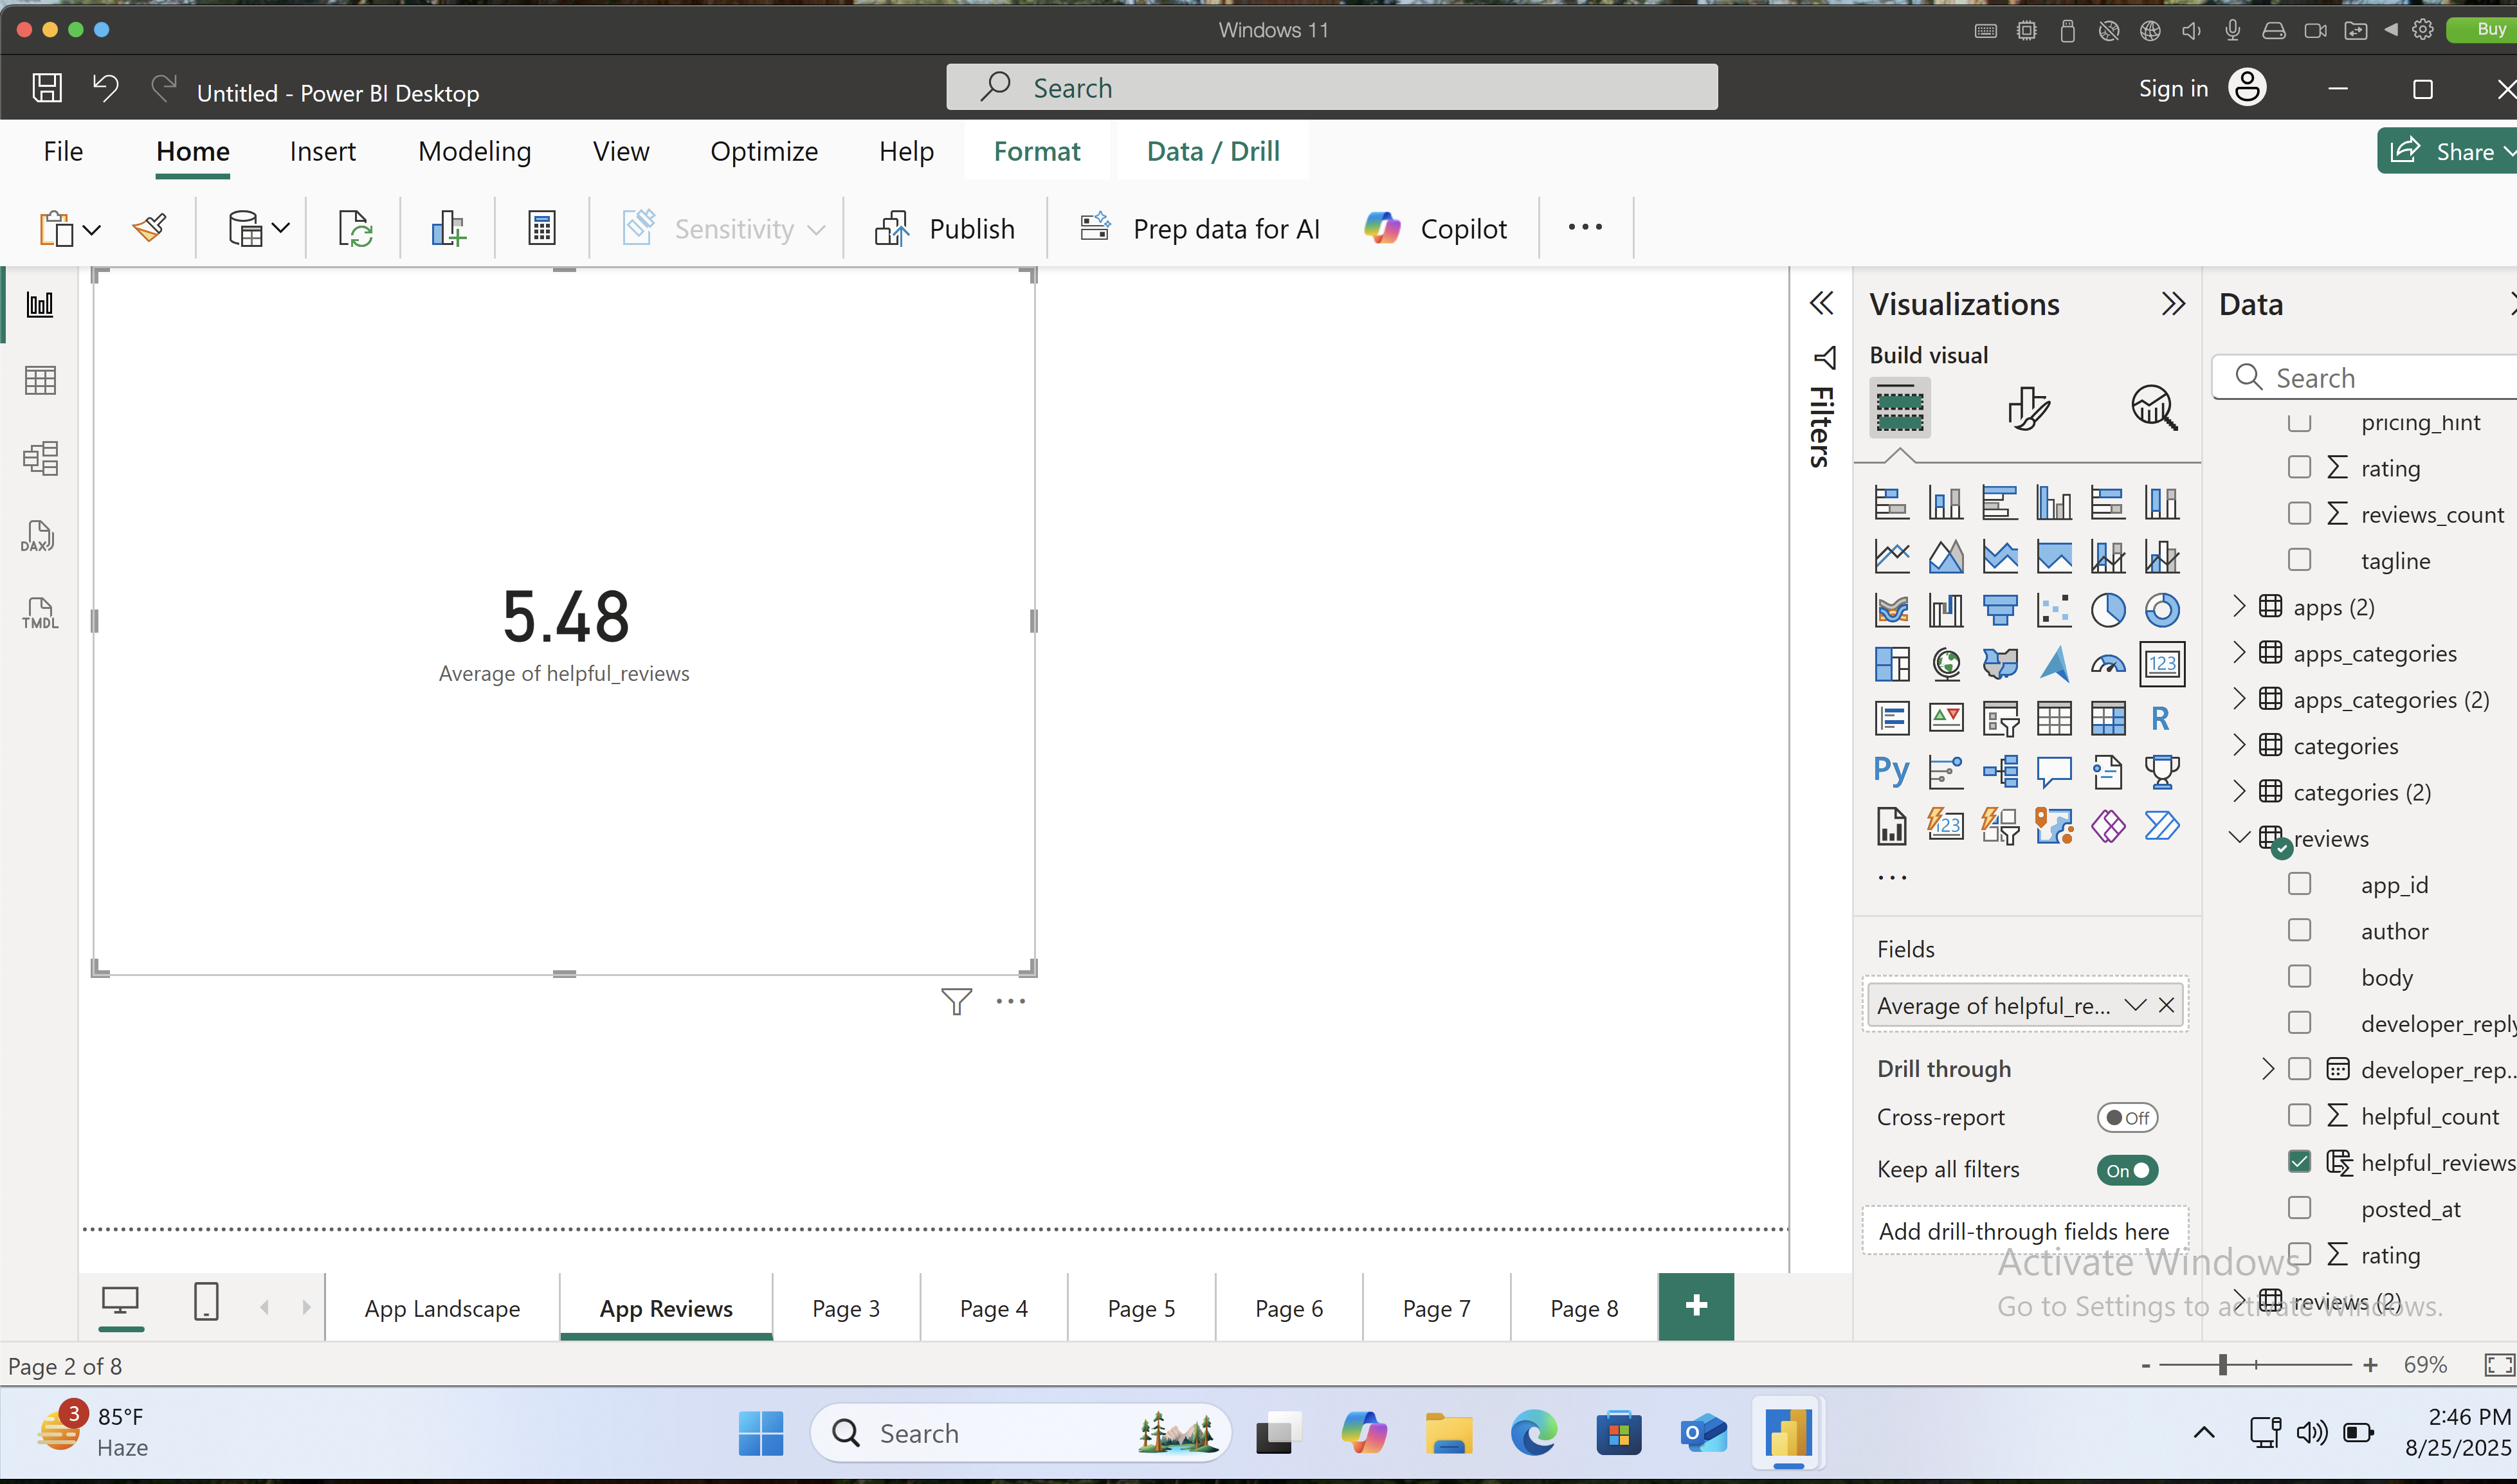 Windows 11
Buy
Untitled - Power BI Desktop
Search
Sign in
File
Home
Insert
Modeling
View
Optimize
Help
Format
Data / Drill
Share
Sensitivity
Publish
Prep data for AI
Copilot
Visualizations
Data
Build visual
Search
Filters
DAX
TMDL
5.48
Average of helpful_reviews
123
R
Py
123
Fields
Average of helpful_re...
Drill through
Cross-report
Off
Keep all filters
On
Add drill-through fields here
pricing_hint
rating
reviews_count
tagline
apps (2)
apps_categories
apps_categories (2)
categories
categories (2)
reviews
app_id
author
body
developer_reply
developer_rep...
helpful_count
helpful_reviews
posted_at
rating
reviews (2)
Activate Windows
Go to Settings to activate Windows.
App Landscape
App Reviews
Page 3
Page 4
Page 5
Page 6
Page 7
Page 8
Page 2 of 8
69%
3
85°F
Haze
Search
2:46 PM
8/25/2025